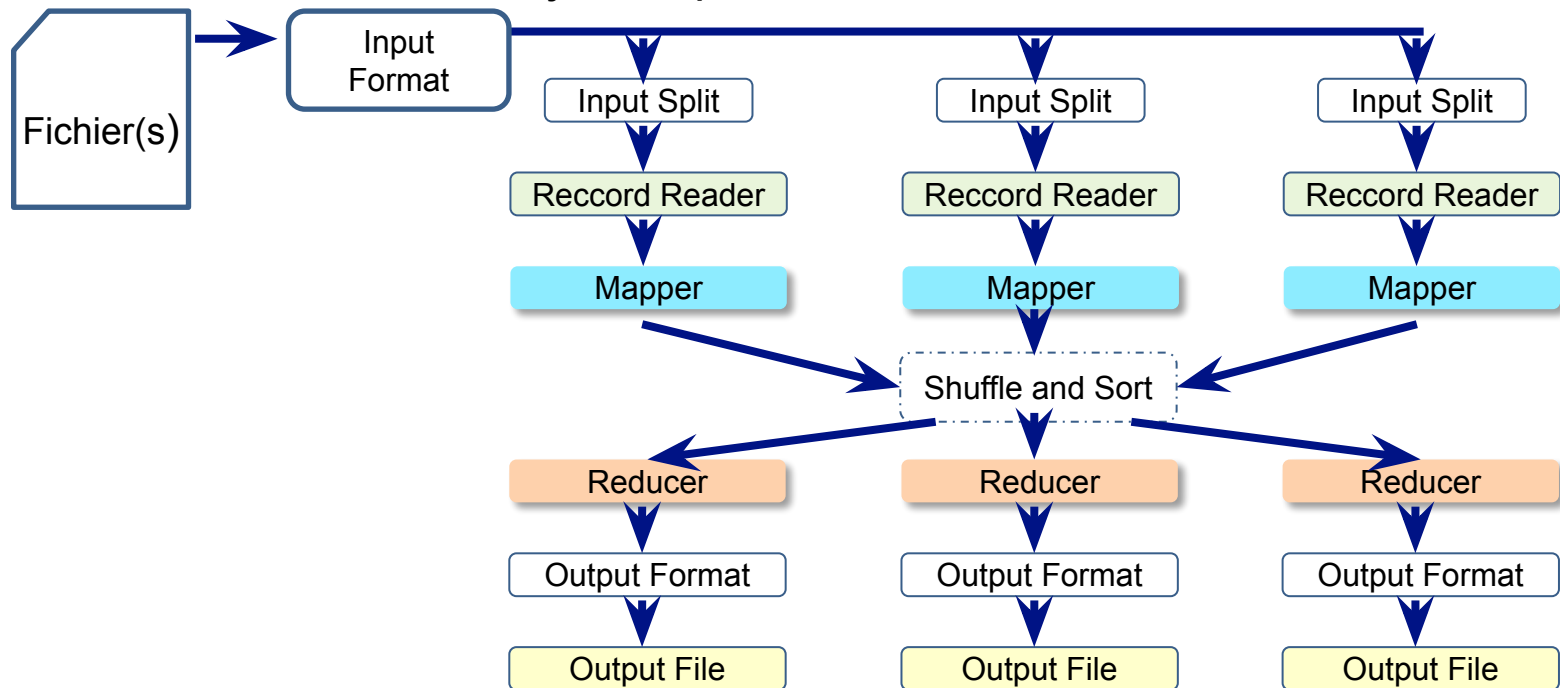 Input
Format
Fichier(s)
Input Split
Input Split
Input Split
Reccord Reader
Reccord Reader
Reccord Reader
Mapper
Mapper
Mapper
Shuffle and Sort
Reducer
Reducer
Reducer
Output Format
Output Format
Output Format
Output File
Output File
Output File